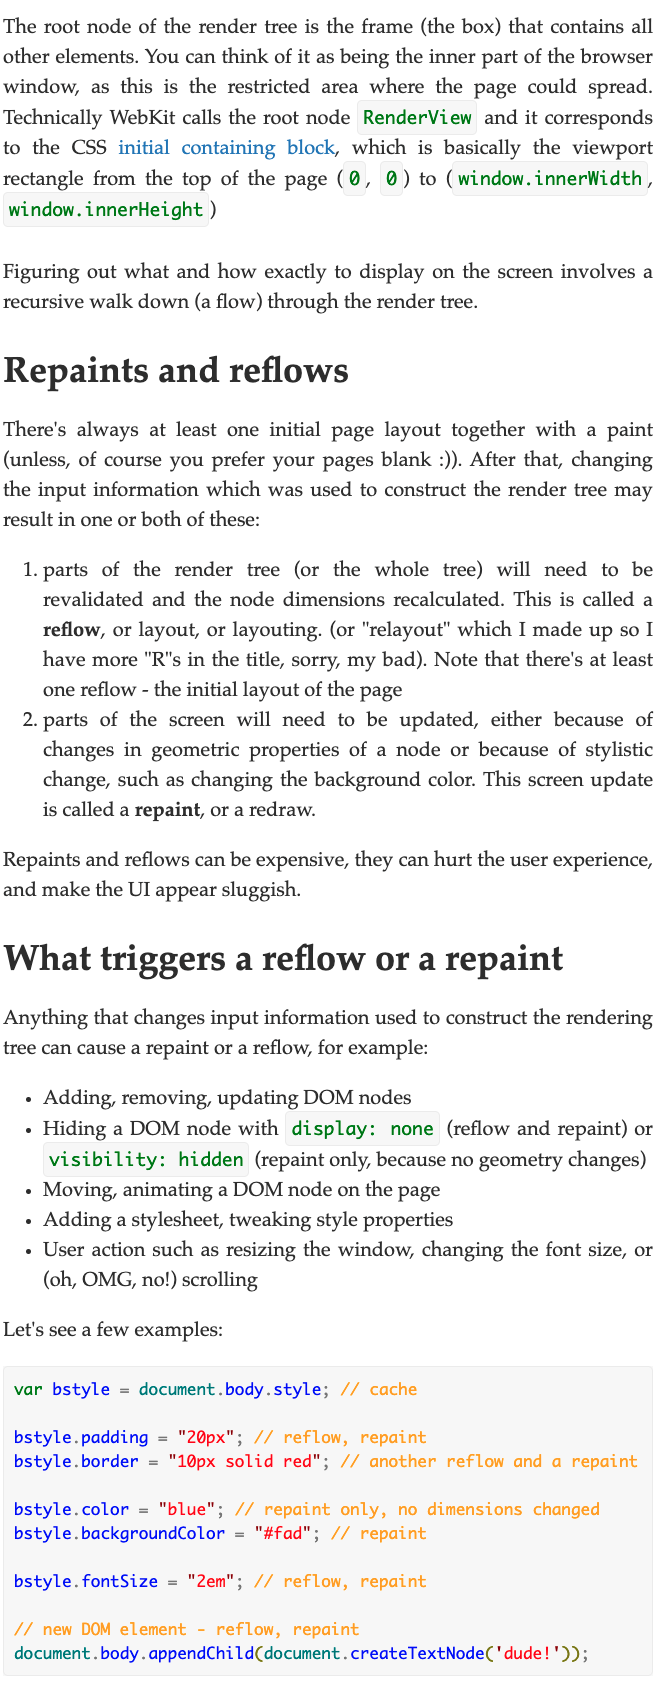 The root node of the render tree is the frame (the box) that contains all
other elements. You can think of it as being the inner part of the browser
window, as this is the restricted area where the page could spread.
Technically WebKit calls the root node RenderView and it corresponds
to the CSS initial containing block, which is basically the viewport
rectangle from the top of the page (0, 0) to (window.innerWidth,
window.innerHeight)
Figuring out what and how exactly to display on the screen involves a
recursive walk down (a flow) through the render tree.
Repaints and reflows
There's always at least one initial page layout together with a paint
(unless, of course you prefer your pages blank :)). After that, changing
the input information which was used to construct the render tree may
result in one or both of these:
1. parts of the render tree (or the whole tree) will need to be
revalidated and the node dimensions recalculated. This is called a
reflow, or layout, or layouting. (or "relayout" which I made up so I
have more "R"s in the title, sorry, my bad). Note that there's at least
one reflow - the initial layout of the page
2. parts of the screen will need to be updated, either because of
changes in geometric properties of a node or because of stylistic
change, such as changing the background color. This screen update
is called a repaint, or a redraw.
Repaints and reflows can be expensive, they can hurt the user experience,
and make the UI appear sluggish.
What triggers a reflow or a repaint
Anything that changes input information used to construct the rendering
tree can cause a repaint or a reflow, for example:
• Adding, removing, updating DOM nodes
• Hiding a DOM node with display: none (reflow and repaint) or
visibility: hidden (repaint only, because no geometry changes)
• Moving, animating a DOM node on the page
• Adding a stylesheet, tweaking style properties
• User action such as resizing the window, changing the font size, or
(oh, OMG, no!) scrolling
Let's see a few examples:
var bstyle = document.body.style; // cache
bstyle.padding = "20px"; // reflow, repaint
bstyle.border = "10px solid red"; // another reflow and a repaint
bstyle.color = "blue"; // repaint only, no dimensions changed
bstyle.backgroundColor = "#fad"; // repaint
bstyle.fontSize = "2em"; // reflow, repaint
// new DOM element - reflow, repaint
document.body.appendChild(document.createTextNode('dude!'));